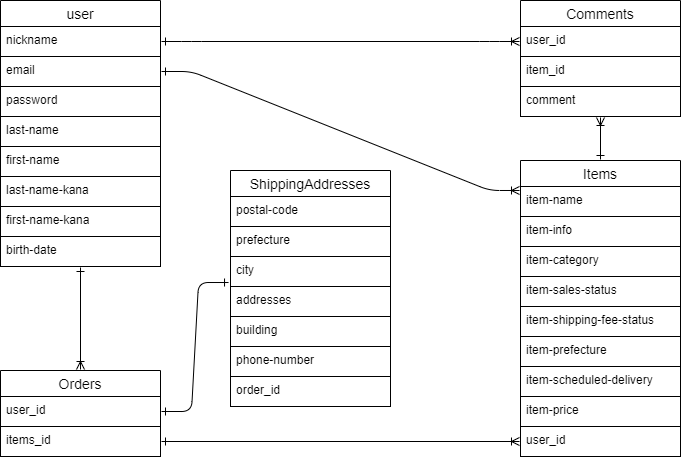 user
nickname
email
password
last-name
first-name
last-name-kana
first-name-kana
birth-date
Comments
user_id
item_id
comment
ShippingAddresses
postal-code
prefecture
city
addresses
building
phone-number
order_id
Items
item-name
item-info
item-category
item-sales-status
item-shipping-fee-status
item-prefecture
item-scheduled-delivery
item-price
user_id
Orders
user_id
items_id